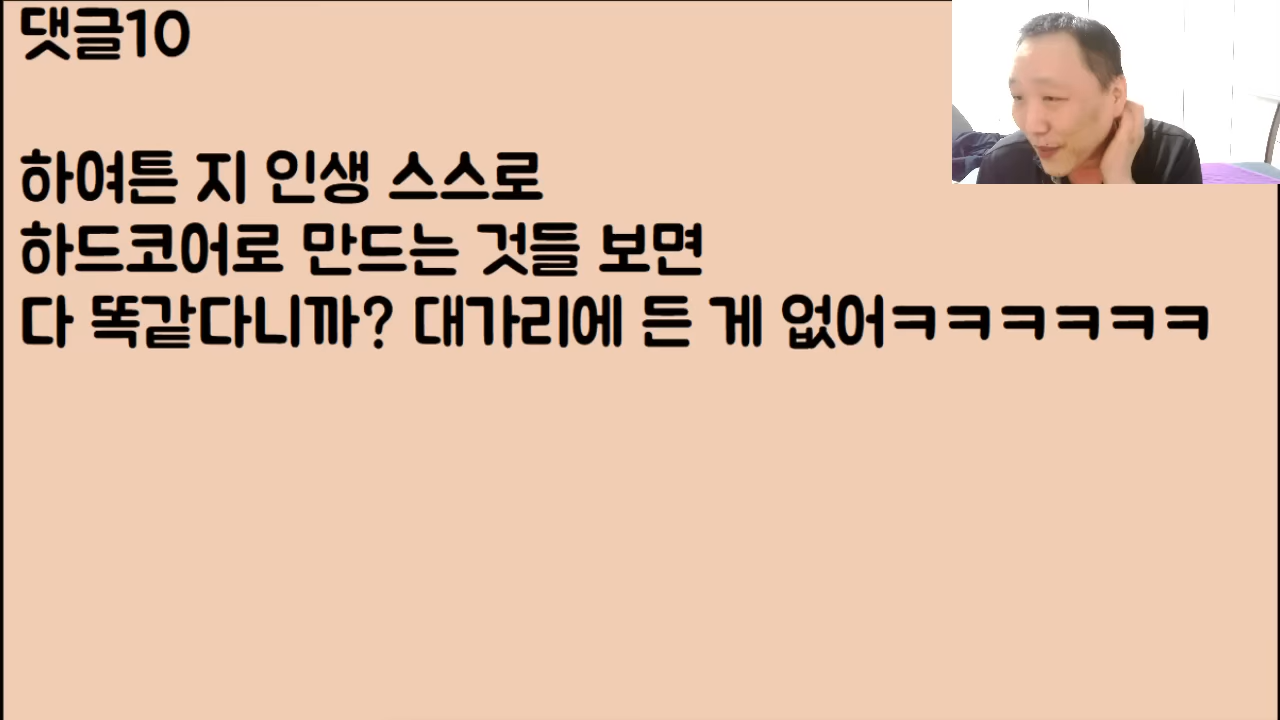 댓글10
하여튼 지 인생 스스로
하드코어로 만드는 것들 보면
다 똑같다니까? 대가리에 든 게 없어ㅋㅋㅋㅋㅋㅋ